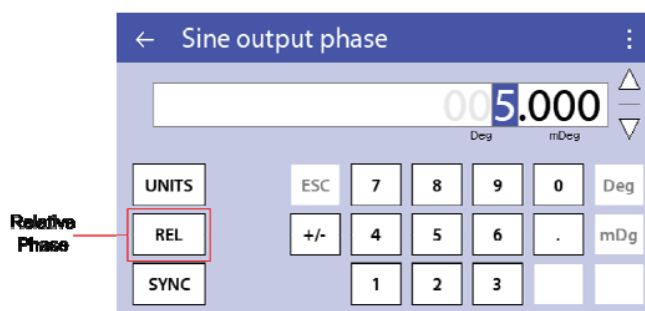 ← Sine output phase
005.000
Deg mDeg
UNITS ESC 7 8 9 0 Deg
Relative
Phase
REL +/- 4 5 6 . mDg
SYNC 1 2 3